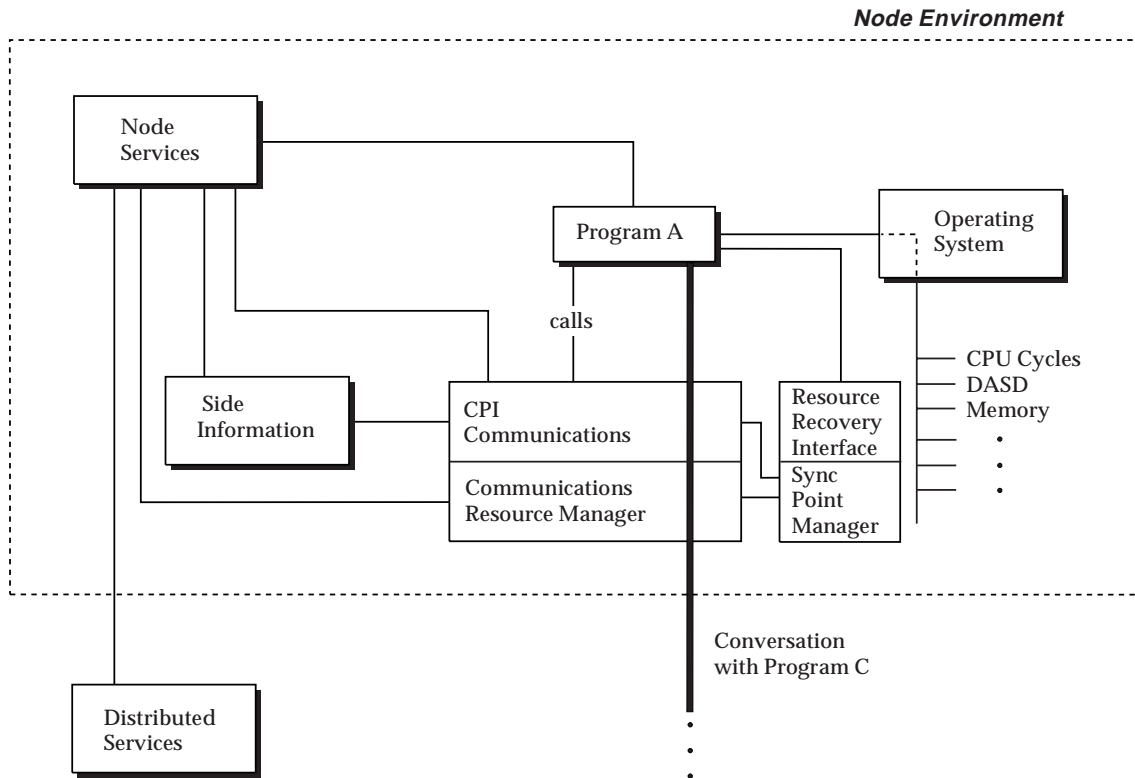 Node Environment
Node
Services
Program A
Operating
System
calls
CPU Cycles
DASD
Memory
Side
Information
CPI
Communications
Communications
Resource Manager
Resource
Recovery
Interface
Sync
Point
Manager
Conversation
with Program C
Distributed
Services